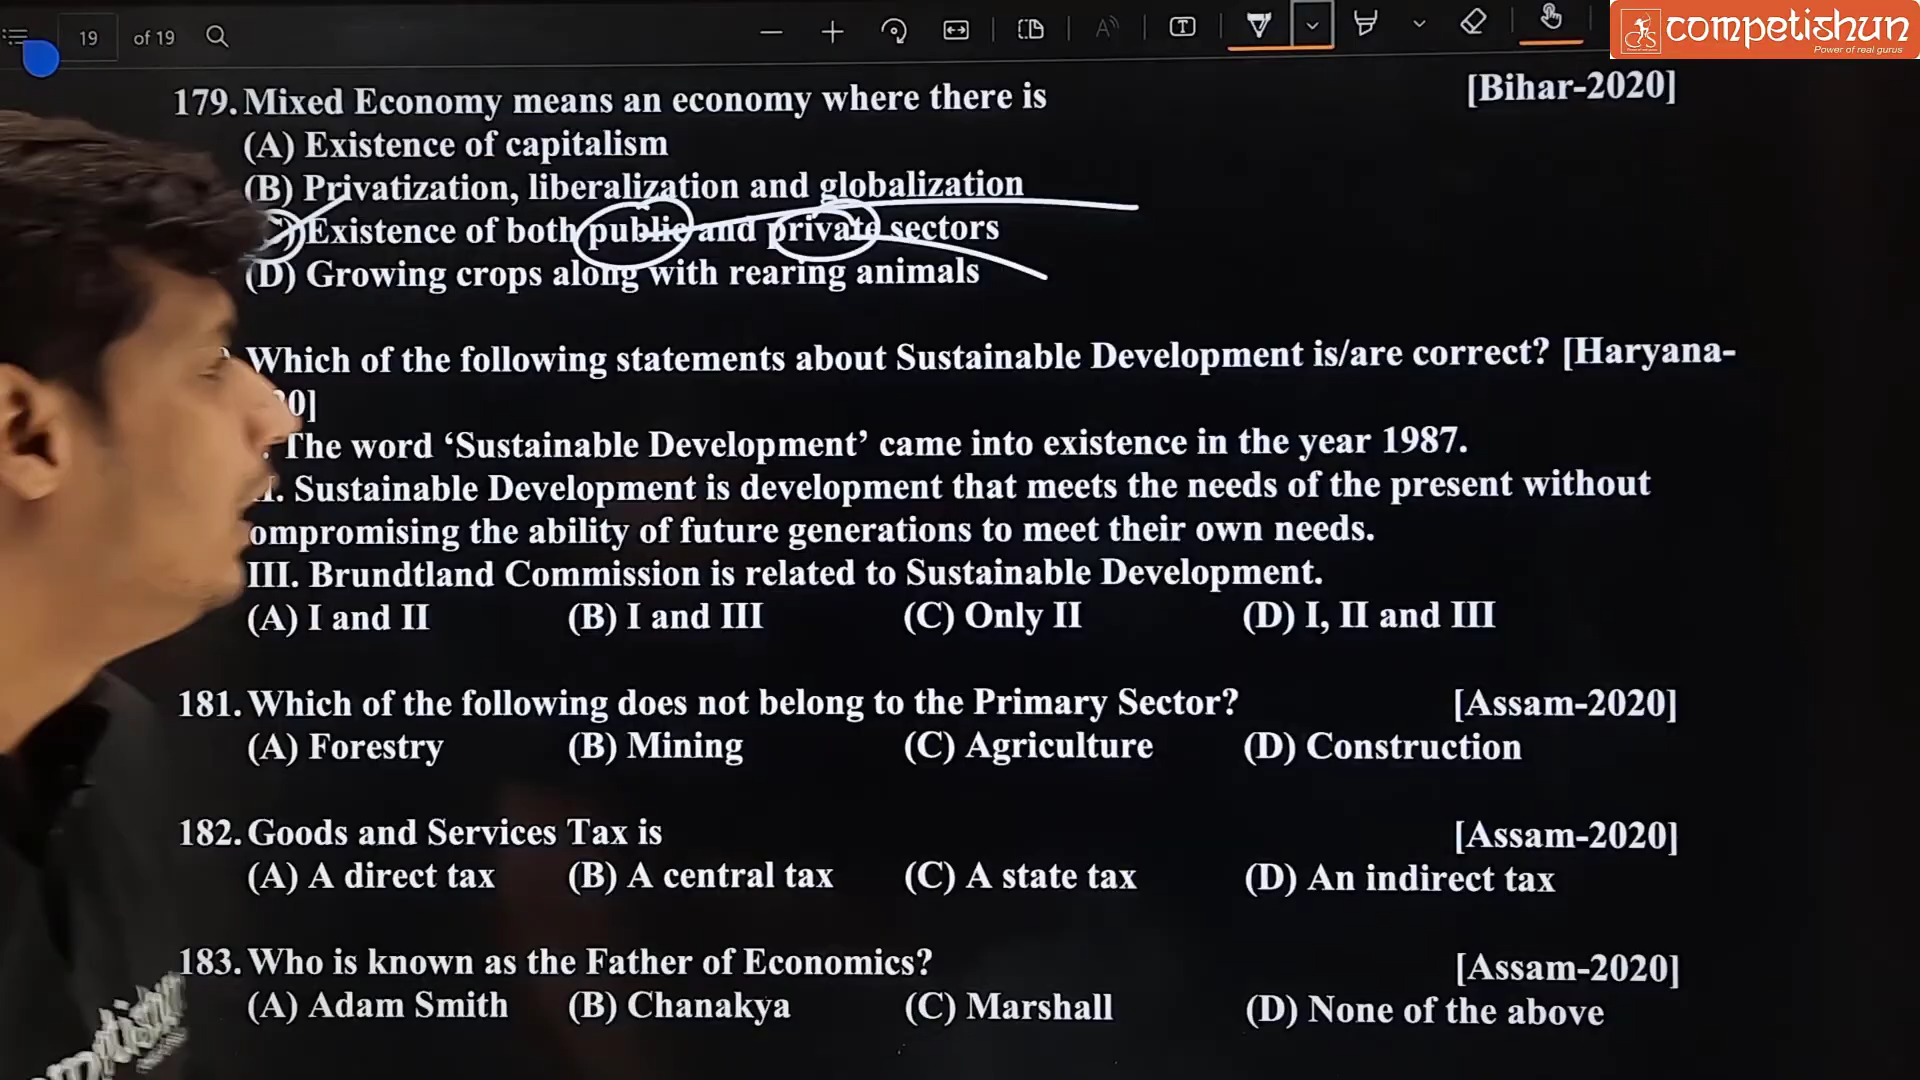 19 of 19
competishun
Power of real gurus
179. Mixed Economy means an economy where there is [Bihar-2020]
(A) Existence of capitalism
(B) Privatization, liberalization and globalization
Existence of both public and private sectors
(D) Growing crops along with rearing animals
Which of the following statements about Sustainable Development is/are correct? [Haryana-
0]
The word ‘Sustainable Development’ came into existence in the year 1987.
II. Sustainable Development is development that meets the needs of the present without
ompromising the ability of future generations to meet their own needs.
III. Brundtland Commission is related to Sustainable Development.
(A) I and II (B) I and III (C) Only II (D) I, II and III
181. Which of the following does not belong to the Primary Sector? [Assam-2020]
(A) Forestry (B) Mining (C) Agriculture (D) Construction
182. Goods and Services Tax is [Assam-2020]
(A) A direct tax (B) A central tax (C) A state tax (D) An indirect tax
183. Who is known as the Father of Economics? [Assam-2020]
(A) Adam Smith (B) Chanakya (C) Marshall (D) None of the above